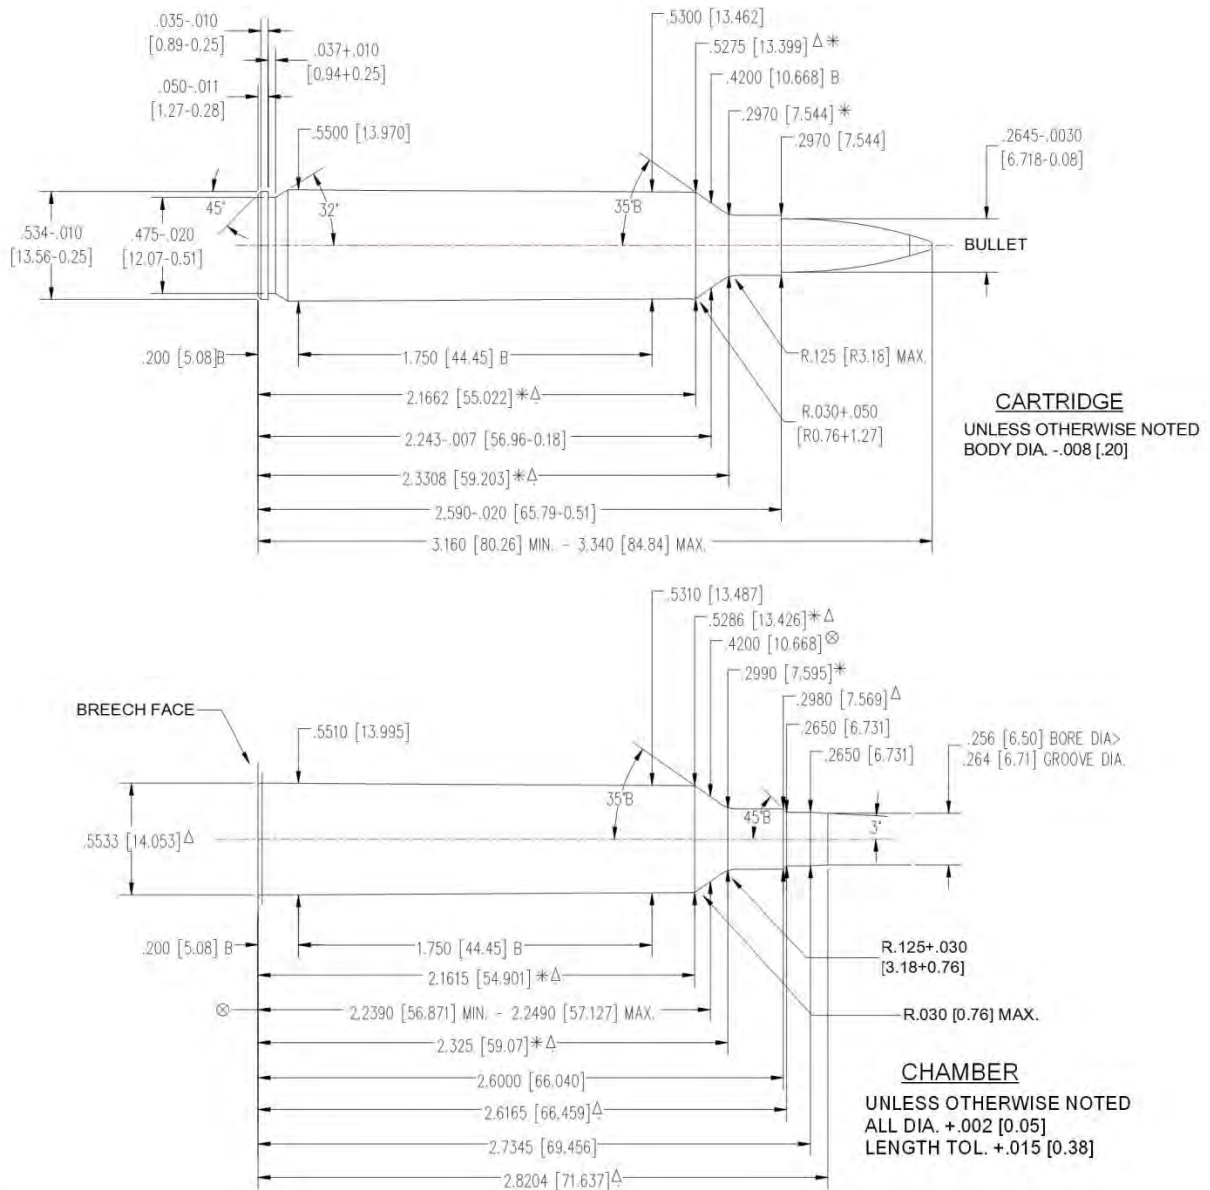 .035-.010
[0.89-0.25]
.037+.010
[0.94+0.25]
.050-.011
[1.27-0.28]
.5300 [13.462]
.5275 [13.399] Δ *
.4200 [10.668] B
.2970 [7.544] *
.2970 [7.544]
.2645-.0030
[6.718-0.08]
.5500 [13.970]
45°
32°
35°B
.534-.010
[13.56-0.25]
.475-.020
[12.07-0.51]
BULLET
.200 [5.08]B
1.750 [44.45] B
R.125 [R3.18] MAX.
2.1662 [55.022] *Δ
R.030+.050
[R0.76+1.27]
2.243-.007 [56.96-0.18]
2.3308 [59.203] *Δ
2.590-.020 [65.79-0.51]
3.160 [80.26] MIN. - 3.340 [84.84] MAX.
CARTRIDGE
UNLESS OTHERWISE NOTED
BODY DIA. -.008 [.20]
.5310 [13.487]
.5286 [13.426] *Δ
.4200 [10.668] ⊗
.2990 [7.595] *
.2980 [7.569] Δ
.2650 [6.731]
.2650 [6.731]
.256 [6.50] BORE DIA>
.264 [6.71] GROOVE DIA.
BREECH FACE
.5510 [13.995]
35°B
45°B
3°
.5533 [14.053] Δ
.200 [5.08] B
1.750 [44.45] B
R.125+.030
[3.18+0.76]
2.1615 [54.901] *Δ
⊗ 2.2390 [56.871] MIN. - 2.2490 [57.127] MAX.
R.030 [0.76] MAX.
2.325 [59.07] *Δ
2.6000 [66.040]
2.6165 [66.459] Δ
2.7345 [69.456]
2.8204 [71.637] Δ
CHAMBER
UNLESS OTHERWISE NOTED
ALL DIA. +.002 [0.05]
LENGTH TOL. +.015 [0.38]